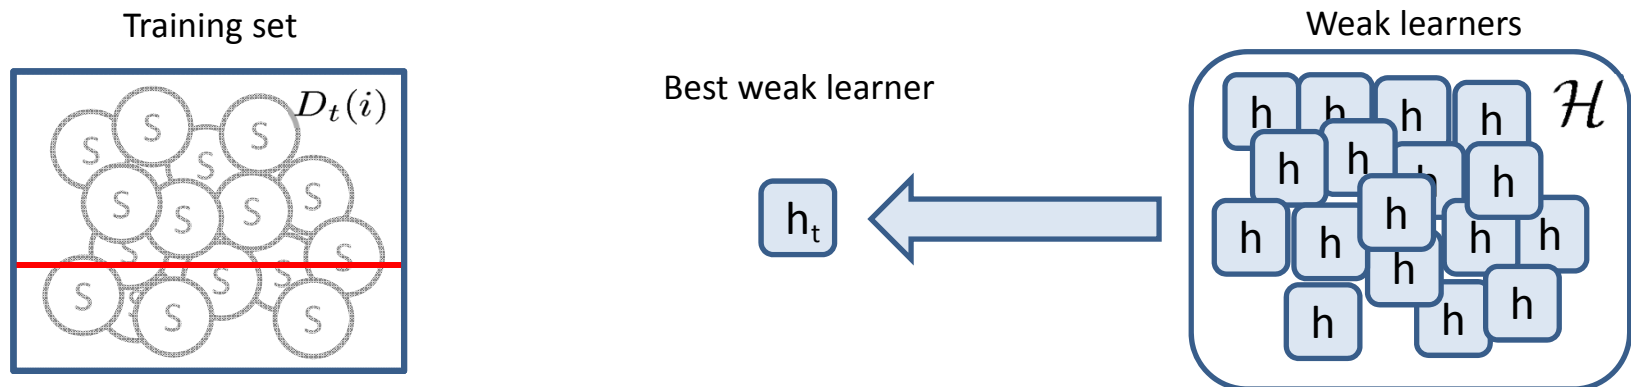 Training set
Weak learners
Best weak learner
D_t(i)
S S S S
S S S S
S S S
S S S S
h_t
h h h h
h h h h
h h h h h
h
h h h
ℋ